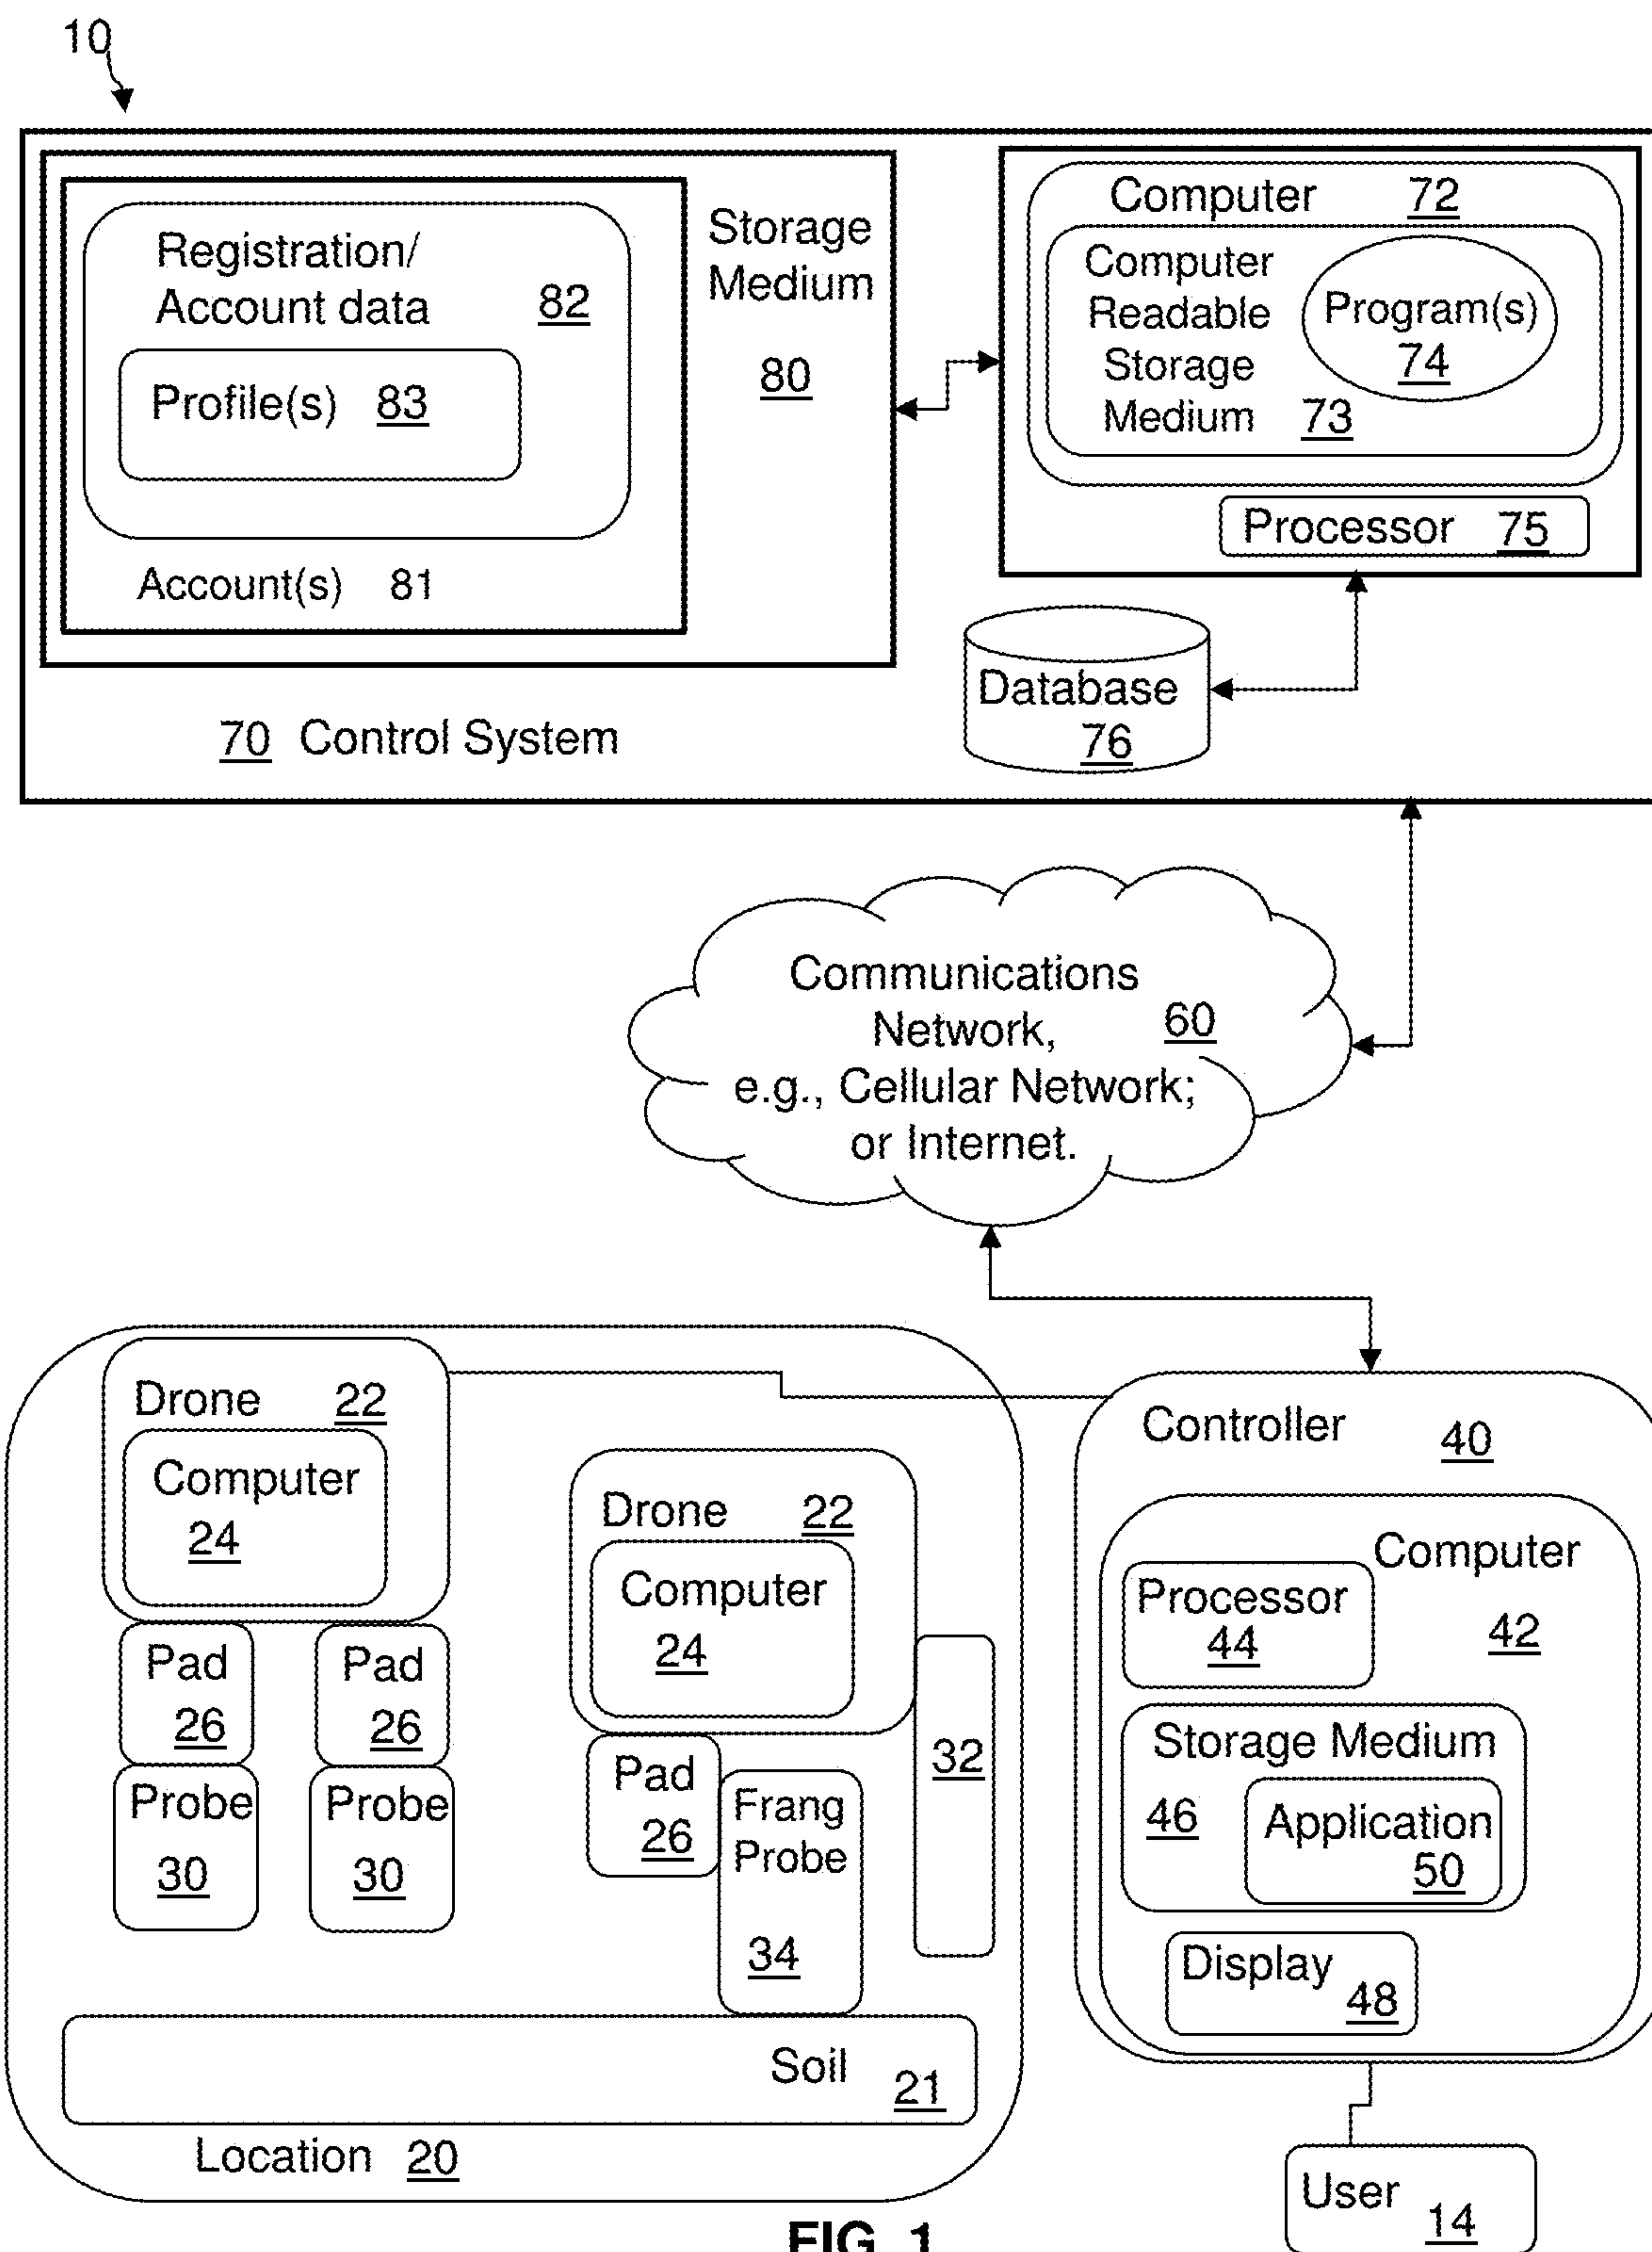 10
Registration/
Account data 82
Profile(s) 83
Account(s) 81
Storage
Medium
80
Computer 72
Computer
Readable
Storage
Medium 73
Program(s)
74
Processor 75
Database
76
70 Control System
Communications
Network, 60
e.g., Cellular Network;
or Internet.
Drone 22
Computer
24
Pad
26
Pad
26
Probe
30
Probe
30
Drone 22
Computer
24
Pad
26
Frang
Probe
34
32
Soil 21
Location 20
Controller 40
Computer
42
Processor
44
Storage Medium
46
Application
50
Display
48
User
14
FIG. 1